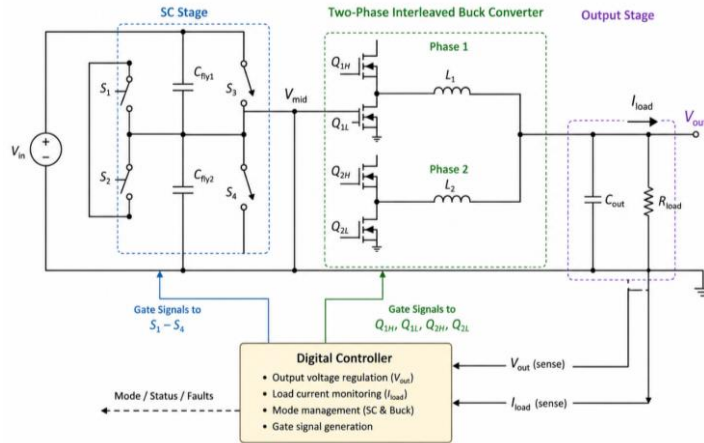 SC Stage
Two-Phase Interleaved Buck Converter
Output Stage
Phase 1
Q1H
L1
Cfly1
S1
S3
Vmid
Iload
Vout
Q1L
Vin
Phase 2
Q2H
L2
S2
Cfly2
S4
Cout
Rload
Q2L
Gate Signals to
S1 – S4
Gate Signals to
Q1H, Q1L, Q2H, Q2L
Digital Controller
• Output voltage regulation (Vout)
• Load current monitoring (Iload)
• Mode management (SC & Buck)
• Gate signal generation
Vout (sense)
Iload (sense)
Mode / Status / Faults